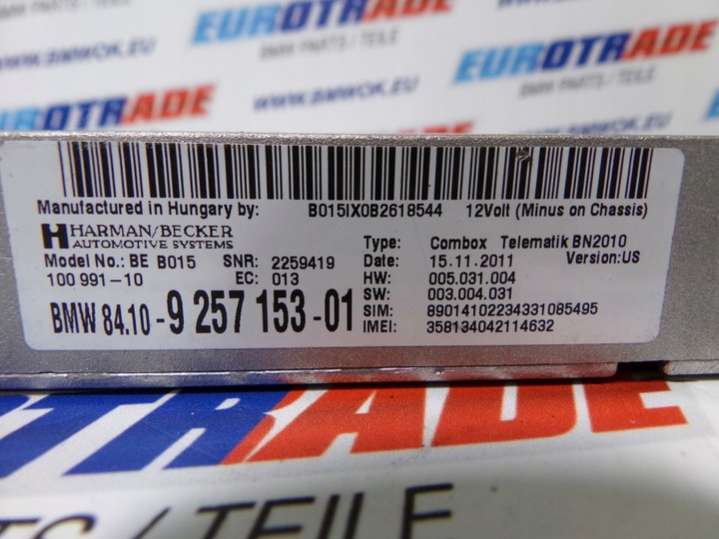 EUROTRADE
BMW PARTS / TEILE
WWW.BMWOK.EU
EUROTRADE
BMW PARTS / TEILE
WWW.BMWOK.EU
EUROTRADE
BMW PARTS / TEILE
Manufactured in Hungary by: B015IX0B2618544 12Volt (Minus on Chassis)
HARMAN/BECKER
AUTOMOTIVE SYSTEMS
Type: Combox Telematik BN2010
Model No.: BE B015 SNR: 2259419 Date: 15.11.2011 Version:US
100 991-10 EC: 013 HW: 005.031.004
SW: 003.004.031
BMW 84.10-9 257 153-01
SIM: 89014102234331085495
IMEI: 358134042114632
TRADE
/ TEILE